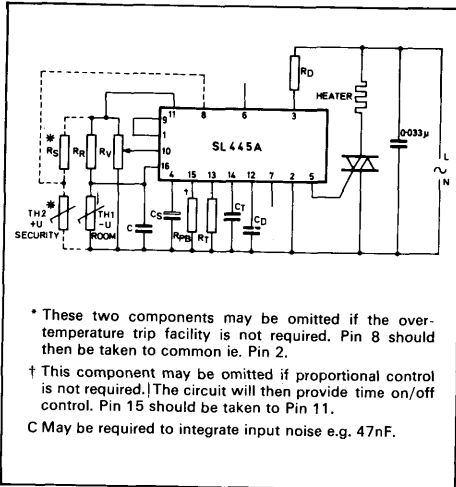 RD
HEATER
0·033µ
L
N
11
8
6
3
9
1
10
16
SL445A
4
15
13
14
12
7
2
5
*
RS
RR
RV
*
TH2
+U
SECURITY
TH1
-U
ROOM
C
CS
†
RPB
RT
CT
CD
* These two components may be omitted if the over-
temperature trip facility is not required. Pin 8 should
then be taken to common ie. Pin 2.
† This component may be omitted if proportional control
is not required. The circuit will then provide time on/off
control. Pin 15 should be taken to Pin 11.
C May be required to integrate input noise e.g. 47nF.